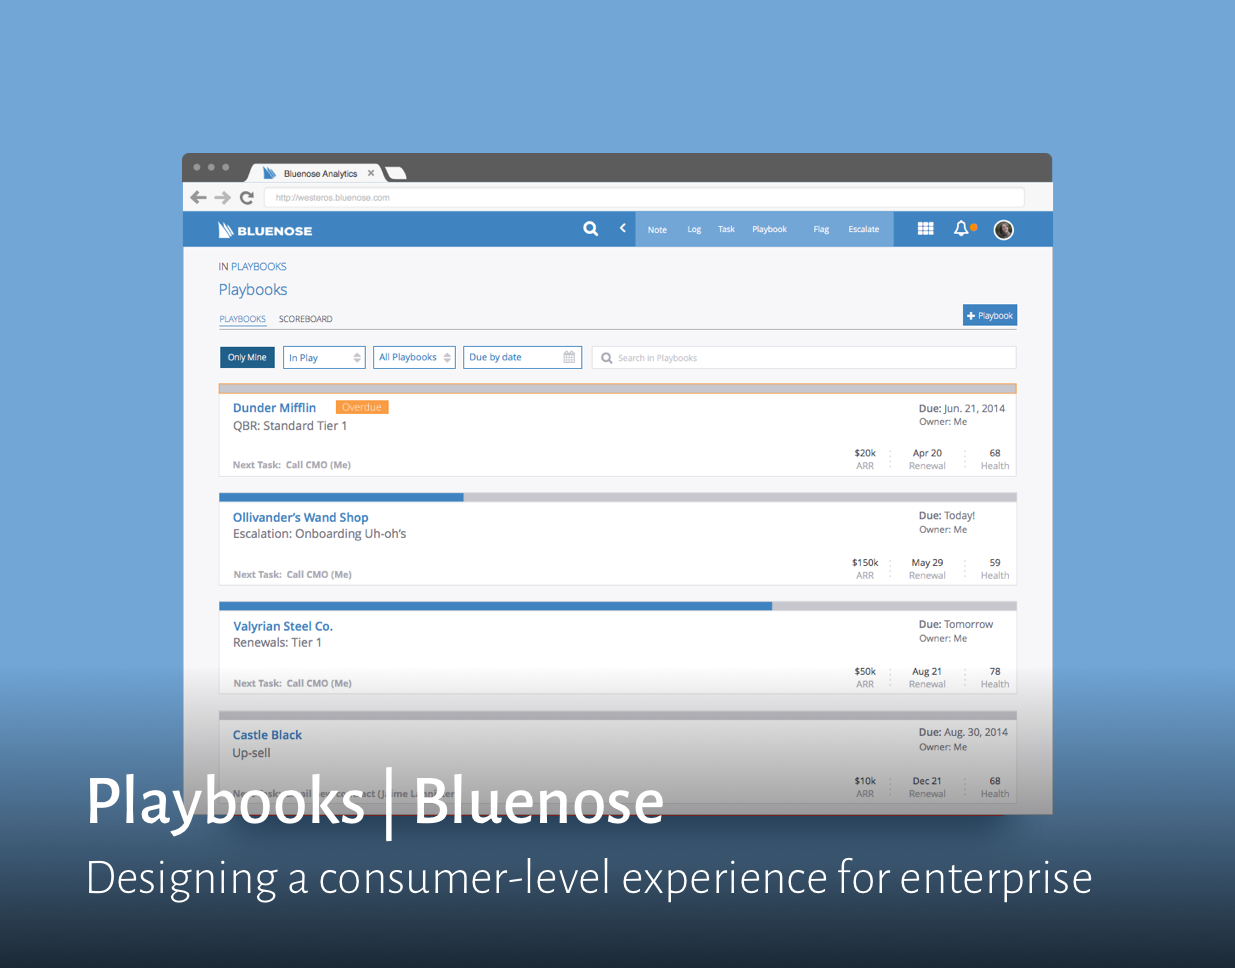 Bluenose Analytics
http://westeros.bluenose.com
BLUENOSE
Note Log Task Playbook Flag Escalate
IN PLAYBOOKS
Playbooks
PLAYBOOKS SCOREBOARD
+ Playbook
Only Mine In Play All Playbooks Due by date Search in Playbooks
Dunder Mifflin Overdue Due: Jun. 21, 2014
QBR: Standard Tier 1 Owner: Me
$20k Apr 20 68
Next Task: Call CMO (Me) ARR Renewal Health
Ollivander's Wand Shop Due: Today!
Escalation: Onboarding Uh-oh's Owner: Me
$150k May 29 59
Next Task: Call CMO (Me) ARR Renewal Health
Valyrian Steel Co. Due: Tomorrow
Renewals: Tier 1 Owner: Me
$50k Aug 21 78
Next Task: Call CMO (Me) ARR Renewal Health
Castle Black Due: Aug. 30, 2014
Up-sell Owner: Me
$10k Dec 21 68
ARR Renewal Health
Playbooks | Bluenose
Designing a consumer-level experience for enterprise